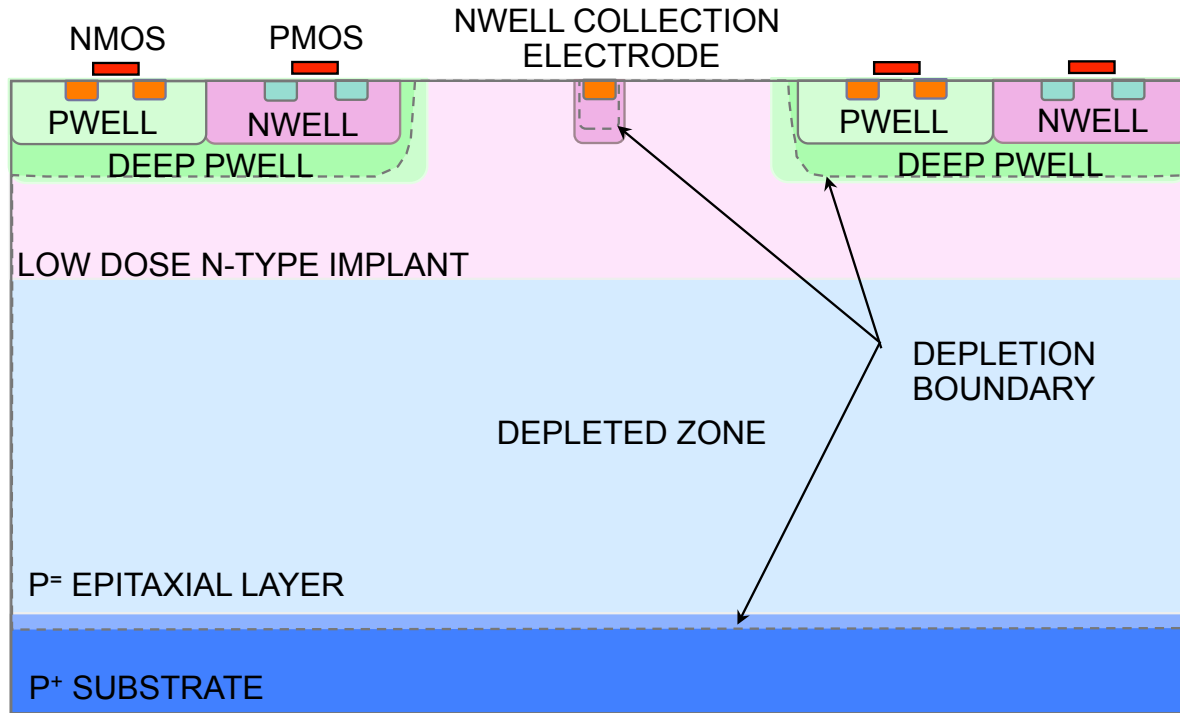 NMOS
PMOS
NWELL COLLECTION
ELECTRODE
PWELL
NWELL
DEEP PWELL
PWELL
NWELL
DEEP PWELL
LOW DOSE N-TYPE IMPLANT
DEPLETION
BOUNDARY
DEPLETED ZONE
P⁼ EPITAXIAL LAYER
P⁺ SUBSTRATE